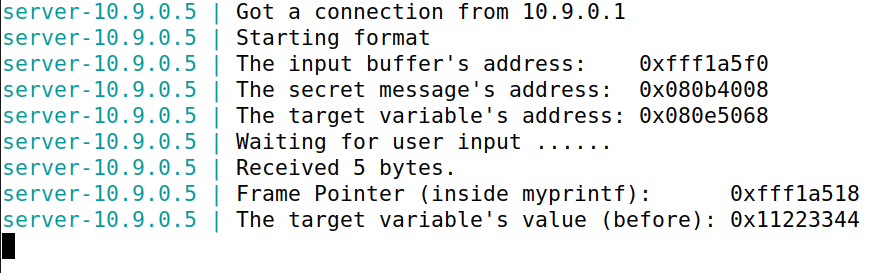 server-10.9.0.5 | Got a connection from 10.9.0.1
server-10.9.0.5 | Starting format
server-10.9.0.5 | The input buffer's address:    0xfff1a5f0
server-10.9.0.5 | The secret message's address:  0x080b4008
server-10.9.0.5 | The target variable's address: 0x080e5068
server-10.9.0.5 | Waiting for user input ......
server-10.9.0.5 | Received 5 bytes.
server-10.9.0.5 | Frame Pointer (inside myprintf):      0xfff1a518
server-10.9.0.5 | The target variable's value (before): 0x11223344